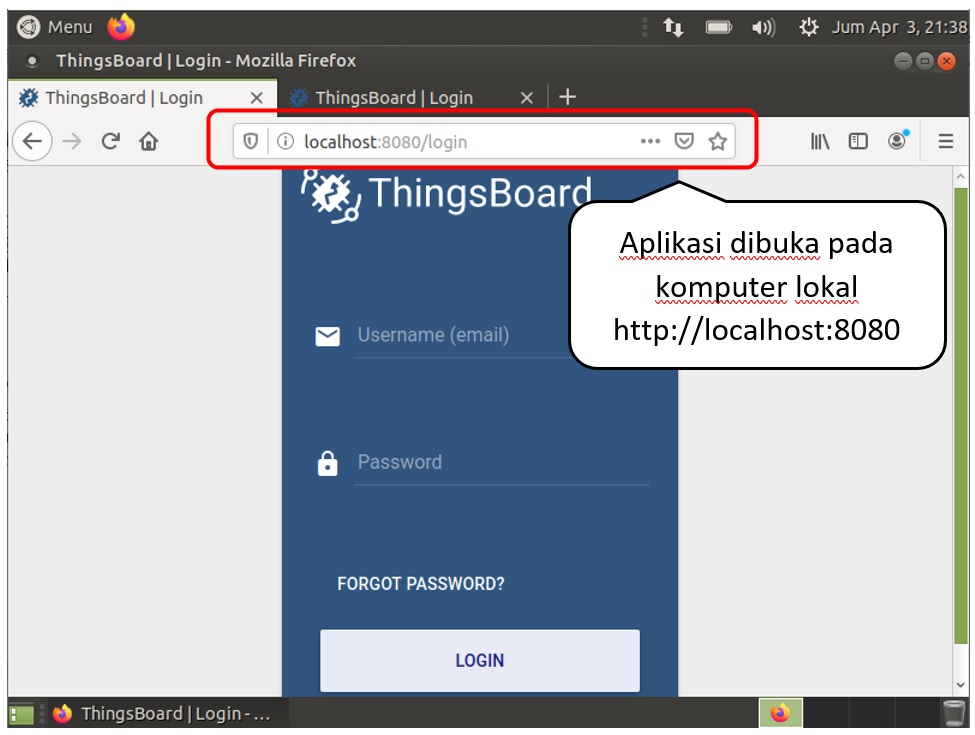 Menu
Jum Apr 3, 21:38
ThingsBoard | Login - Mozilla Firefox
ThingsBoard | Login
ThingsBoard | Login
localhost:8080/login
ThingsBoard
Aplikasi dibuka pada
komputer lokal
http://localhost:8080
Username (email)
Password
FORGOT PASSWORD?
LOGIN
ThingsBoard | Login - ...